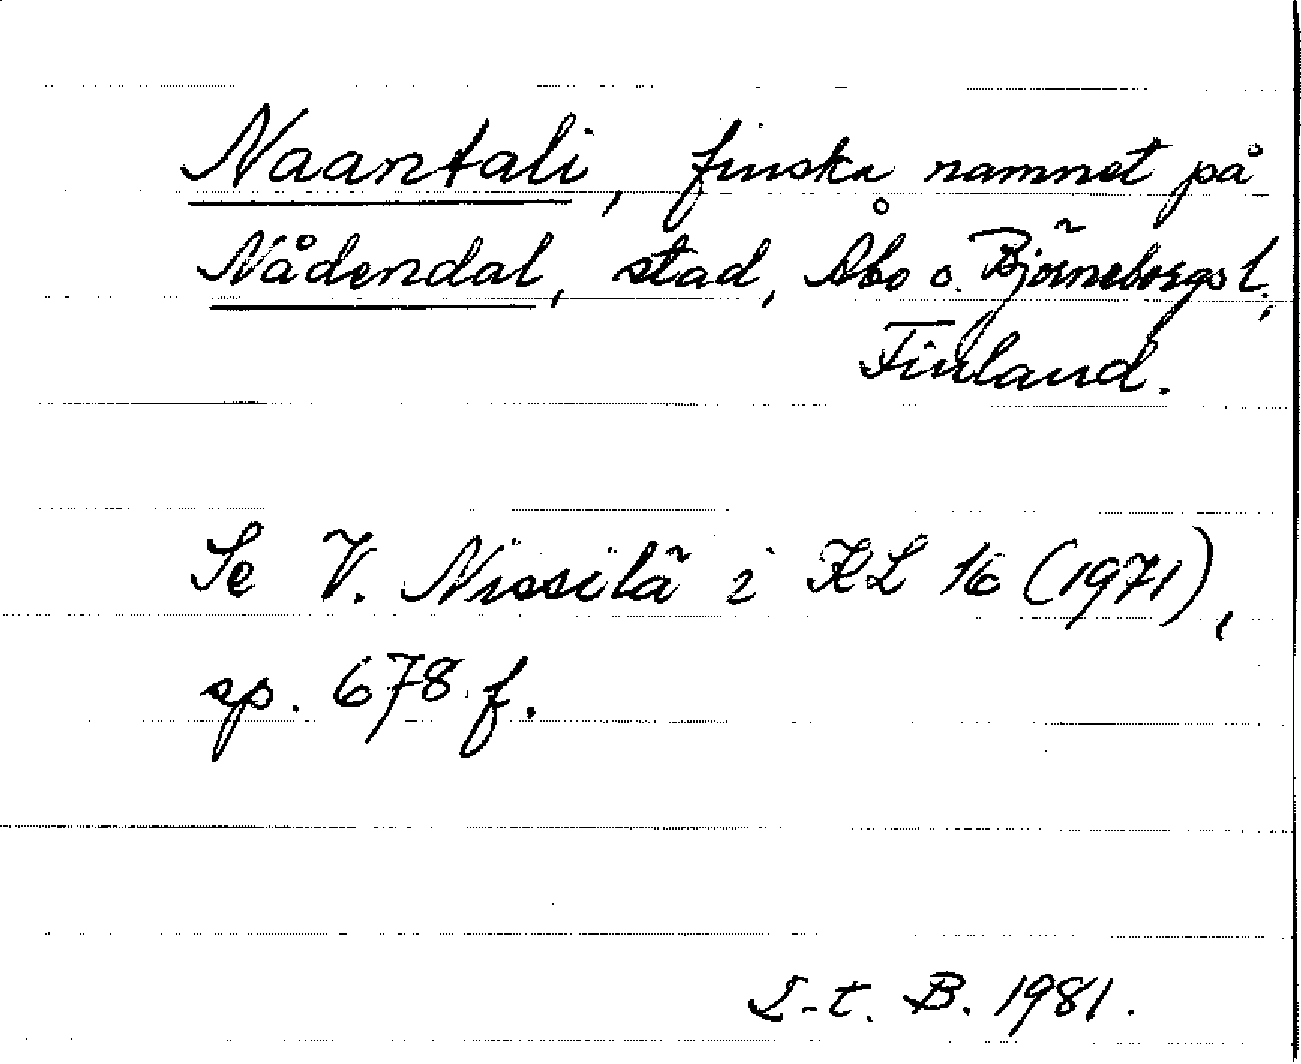 Naantali, finska namnet på
Nådendal, stad, Åbo o. Björneborgs l.,
Finland.
Se V. Nissilä i KL 16 (1971),
sp. 678 f.
L-t. B. 1981.